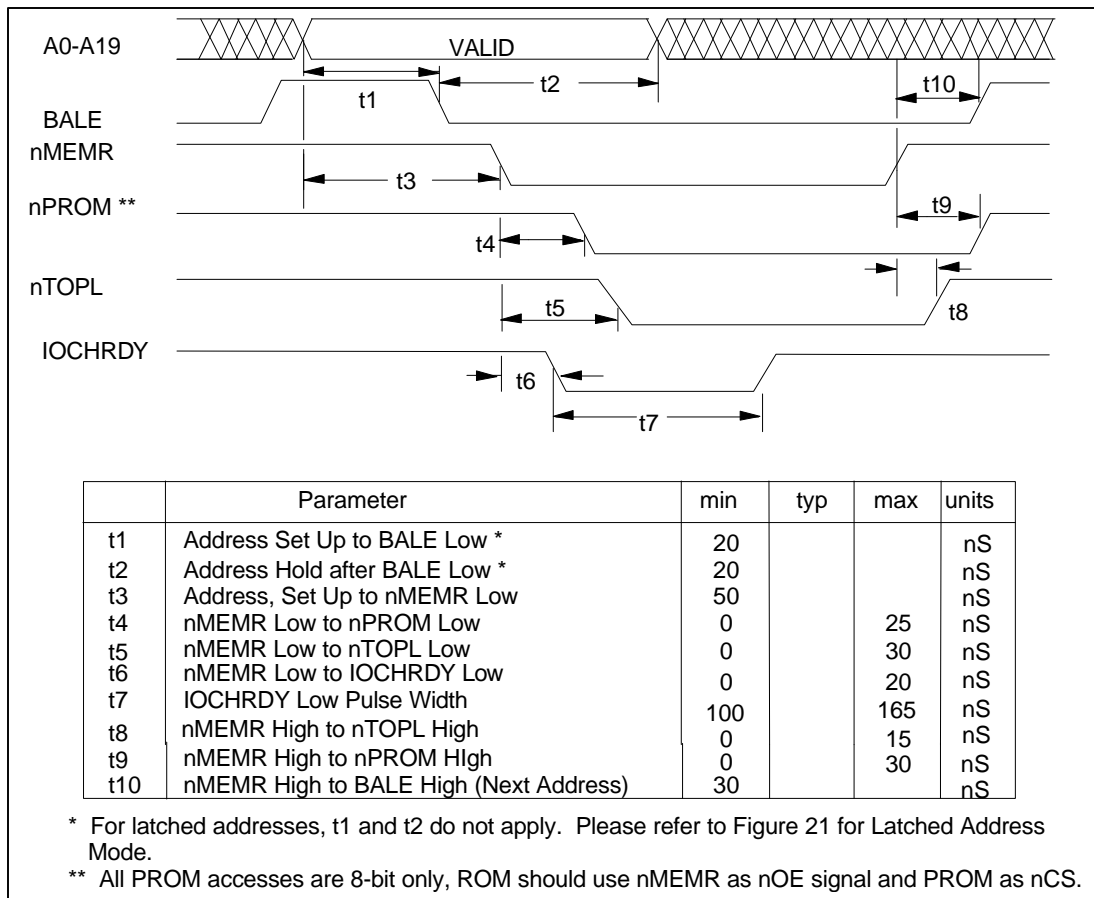 A0-A19
VALID
t1
t2
t10
BALE
nMEMR
t3
nPROM **
t9
t4
nTOPL
t5
t8
IOCHRDY
t6
t7
Parameter min typ max units
t1 Address Set Up to BALE Low * 20 nS
t2 Address Hold after BALE Low * 20 nS
t3 Address, Set Up to nMEMR Low 50 nS
t4 nMEMR Low to nPROM Low 0 25 nS
t5 nMEMR Low to nTOPL Low 0 30 nS
t6 nMEMR Low to IOCHRDY Low 0 20 nS
t7 IOCHRDY Low Pulse Width 100 165 nS
t8 nMEMR High to nTOPL High 0 15 nS
t9 nMEMR High to nPROM HIgh 0 30 nS
t10 nMEMR High to BALE High (Next Address) 30 nS
* For latched addresses, t1 and t2 do not apply. Please refer to Figure 21 for Latched Address
Mode.
** All PROM accesses are 8-bit only, ROM should use nMEMR as nOE signal and PROM as nCS.